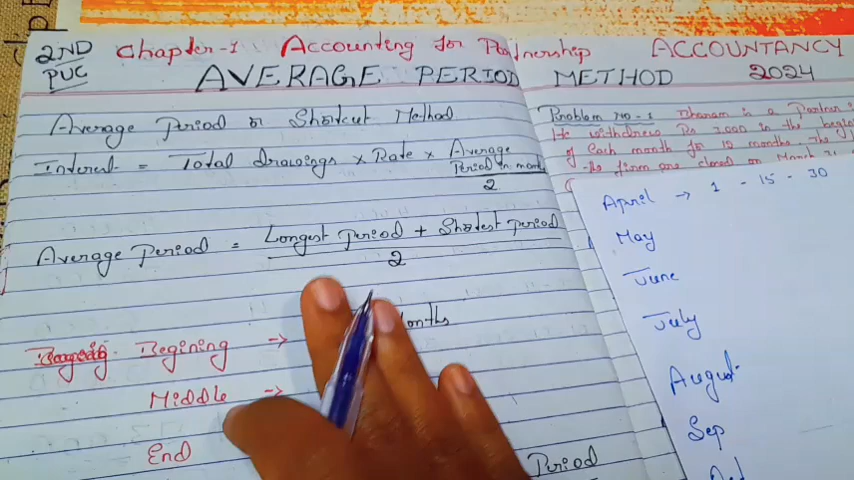 2ND Chapter-1 Accounting for Partnership ACCOUNTANCY
PUC AVERAGE PERIOD METHOD 2024
Average Period or Shortcut Method
Interest = Total drawings × Rate × Average
Period in month
2
Average Period = Longest Period + Shortest Period
2
Begining →
Middle →
End
Period
Problem No - 1 is a Partner
He withdrew Rs 2000 in the
of Each month for 10 months. The
the firm are closed on March 31
April → 1 - 15 - 30
May
June
July
August
Sep